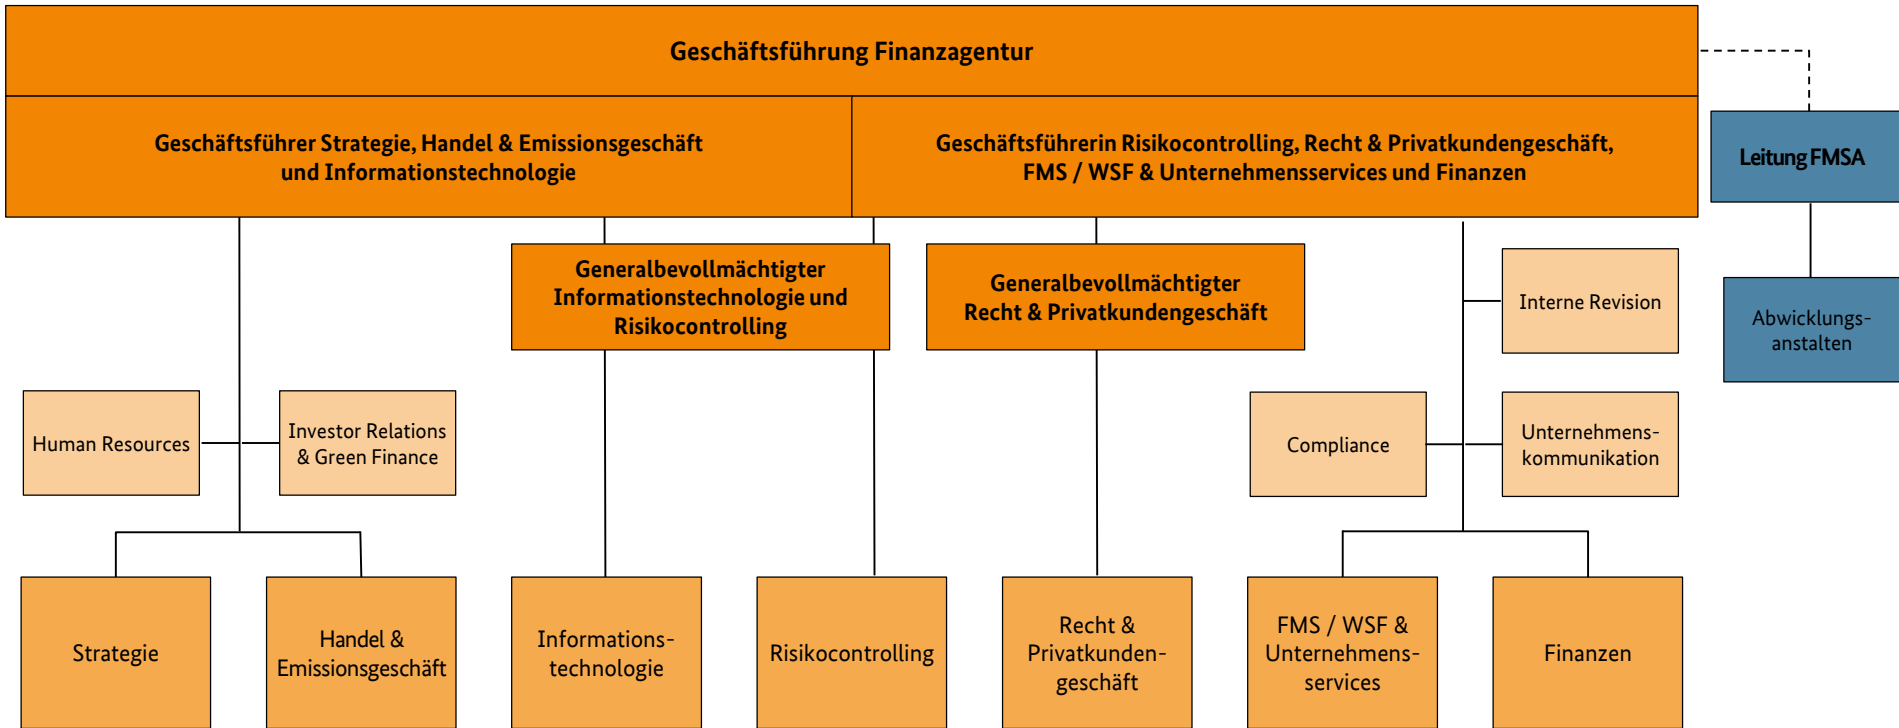 Geschäftsführung Finanzagentur
Geschäftsführer Strategie, Handel & Emissionsgeschäft
und Informationstechnologie
Geschäftsführerin Risikocontrolling, Recht & Privatkundengeschäft,
FMS / WSF & Unternehmensservices und Finanzen
Leitung FMSA
Generalbevollmächtigter
Informationstechnologie und
Risikocontrolling
Generalbevollmächtigter
Recht & Privatkundengeschäft
Interne Revision
Abwicklungs-
anstalten
Human Resources
Investor Relations
& Green Finance
Compliance
Unternehmens-
kommunikation
Strategie
Handel &
Emissionsgeschäft
Informations-
technologie
Risikocontrolling
Recht &
Privatkunden-
geschäft
FMS / WSF &
Unternehmens-
services
Finanzen